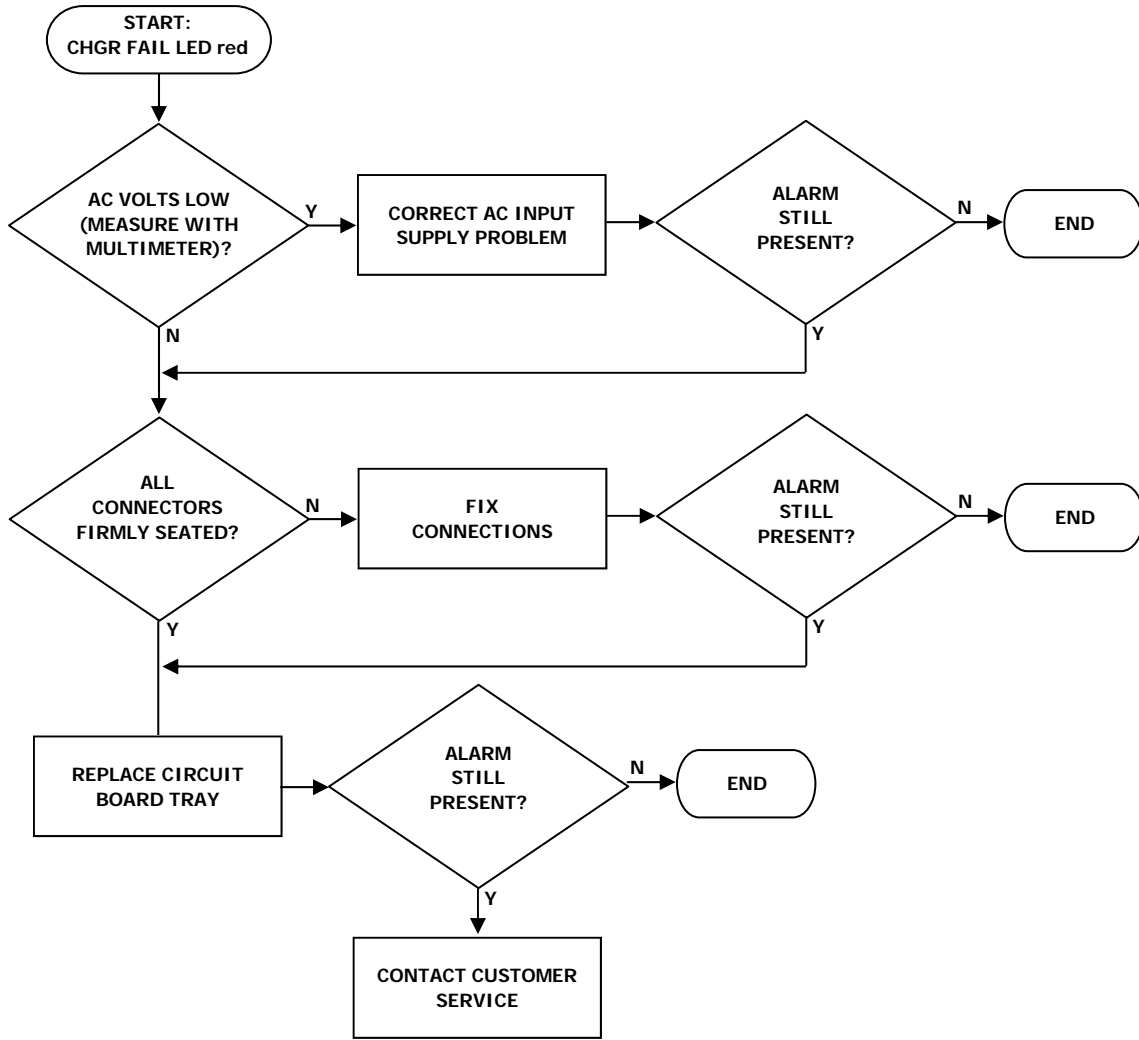 START:
CHGR FAIL LED red
AC VOLTS LOW
(MEASURE WITH
MULTIMETER)?
Y
CORRECT AC INPUT
SUPPLY PROBLEM
ALARM
STILL
PRESENT?
N
END
N
Y
ALL
CONNECTORS
FIRMLY SEATED?
N
FIX
CONNECTIONS
ALARM
STILL
PRESENT?
N
END
Y
Y
REPLACE CIRCUIT
BOARD TRAY
ALARM
STILL
PRESENT?
N
END
Y
CONTACT CUSTOMER
SERVICE